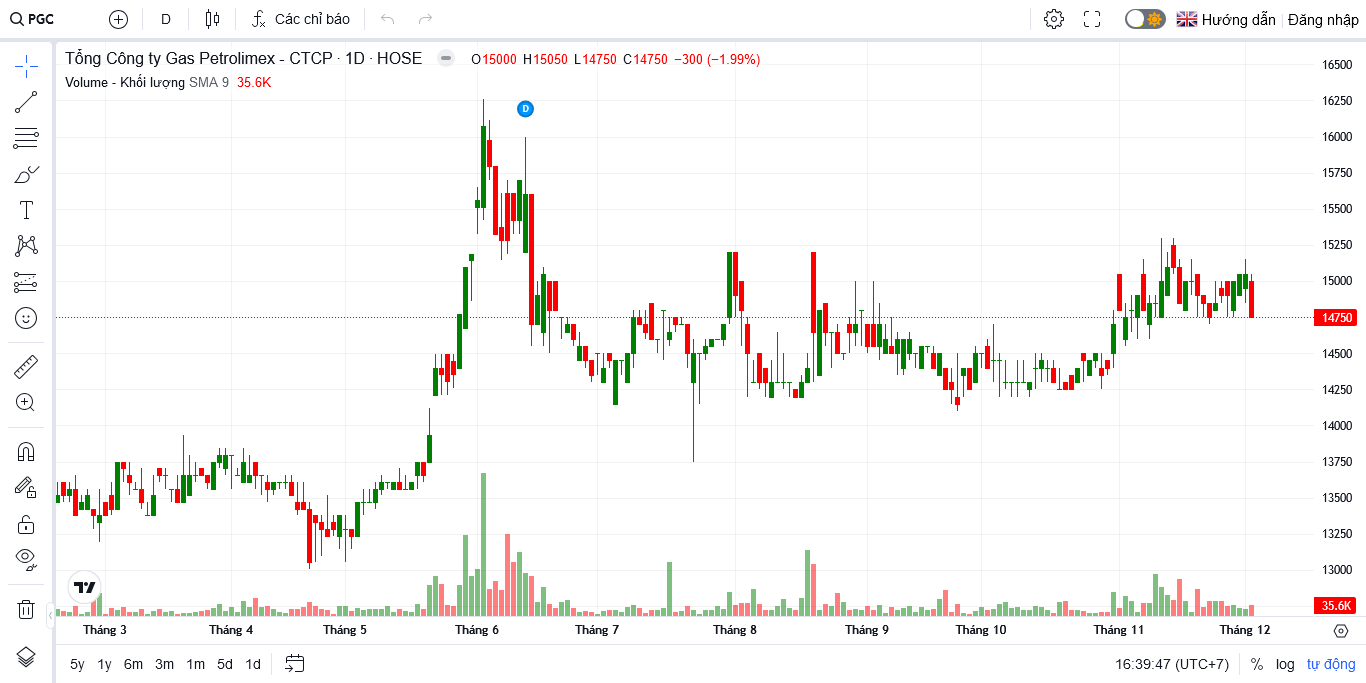 PGC D Các chỉ báo Hướng dẫn Đăng nhập
Tổng Công ty Gas Petrolimex - CTCP · 1D · HOSE O15000 H15050 L14750 C14750 −300 (−1.99%)
Volume - Khối lượng SMA 9 35.6K
D
16500
16250
16000
15750
15500
15250
15000
14750
14500
14250
14000
13750
13500
13250
13000
35.6K
Tháng 3 Tháng 4 Tháng 5 Tháng 6 Tháng 7 Tháng 8 Tháng 9 Tháng 10 Tháng 11 Tháng 12
5y 1y 6m 3m 1m 5d 1d 16:39:47 (UTC+7) % log tự động